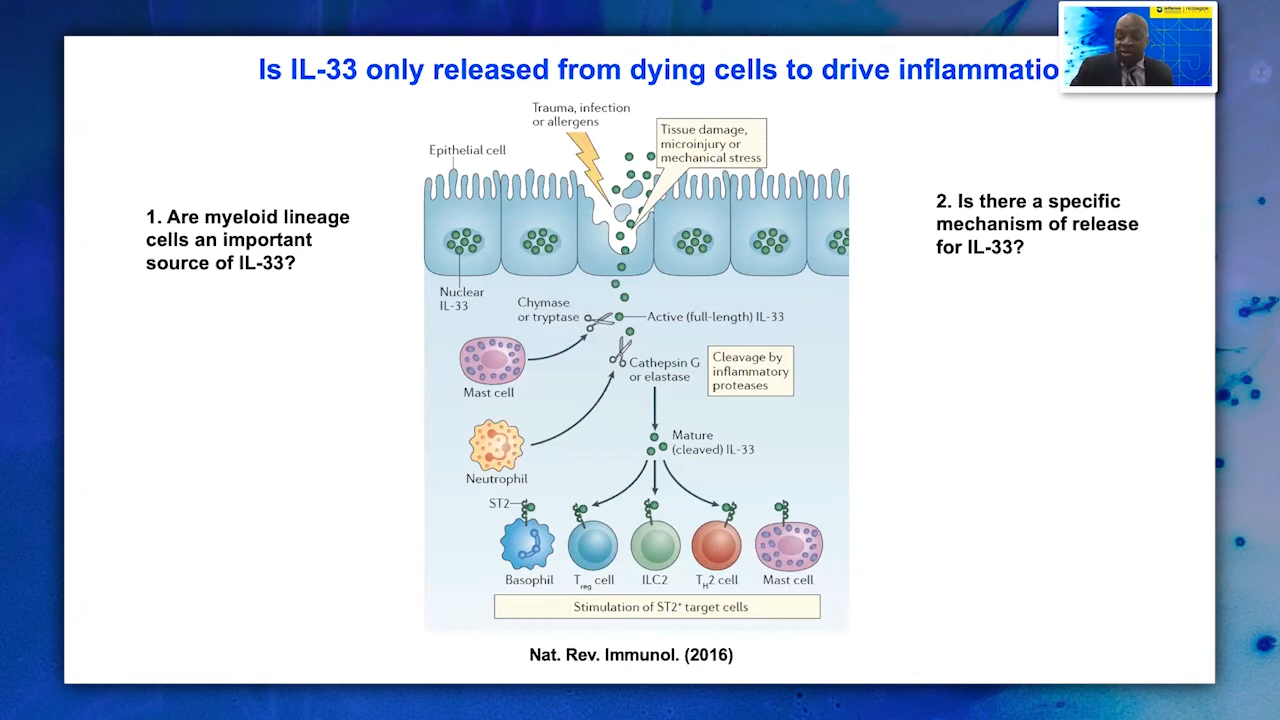 Is IL-33 only released from dying cells to drive inflammatio
Trauma, infection
or allergens
Tissue damage,
microinjury or
mechanical stress
Epithelial cell
1. Are myeloid lineage
cells an important
source of IL-33?
2. Is there a specific
mechanism of release
for IL-33?
Nuclear
IL-33
Chymase
or tryptase
Active (full-length) IL-33
Mast cell
Cathepsin G
or elastase
Cleavage by
inflammatory
proteases
Neutrophil
Mature
(cleaved) IL-33
ST2
Basophil
Treg cell
ILC2
TH2 cell
Mast cell
Stimulation of ST2+ target cells
Nat. Rev. Immunol. (2016)